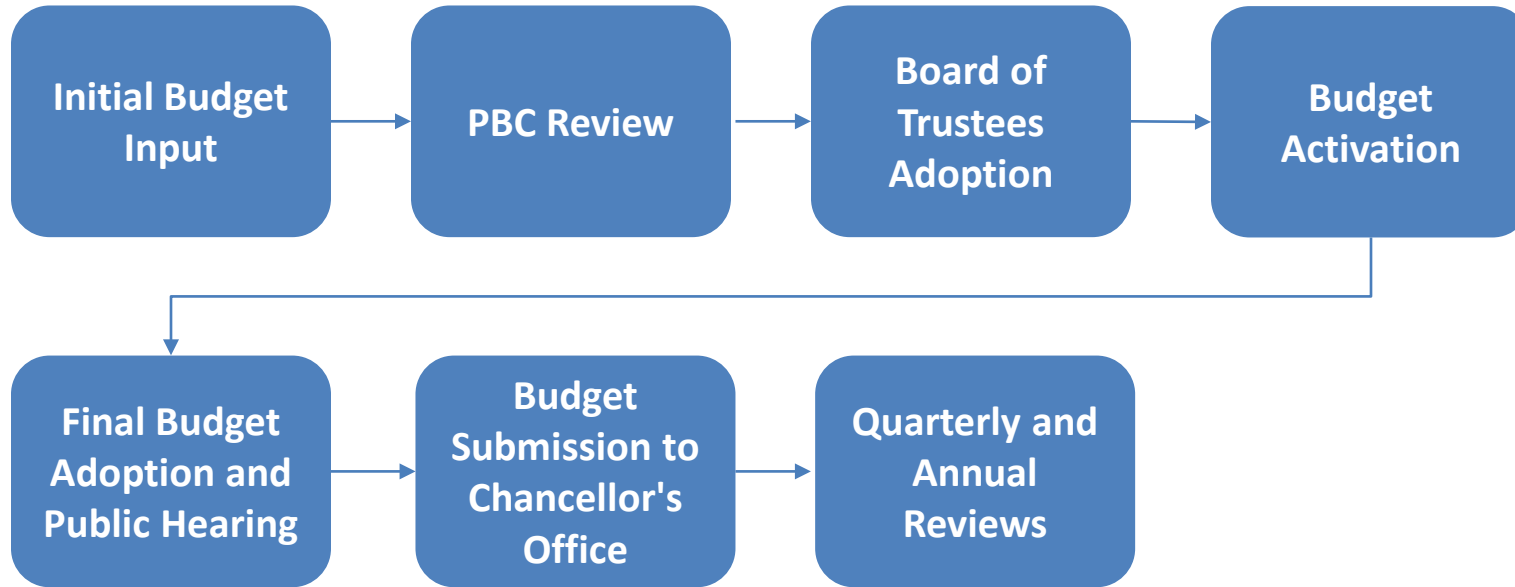 Initial Budget
Input
PBC Review
Board of
Trustees
Adoption
Budget
Activation
Final Budget
Adoption and
Public Hearing
Budget
Submission to
Chancellor's
Office
Quarterly and
Annual
Reviews